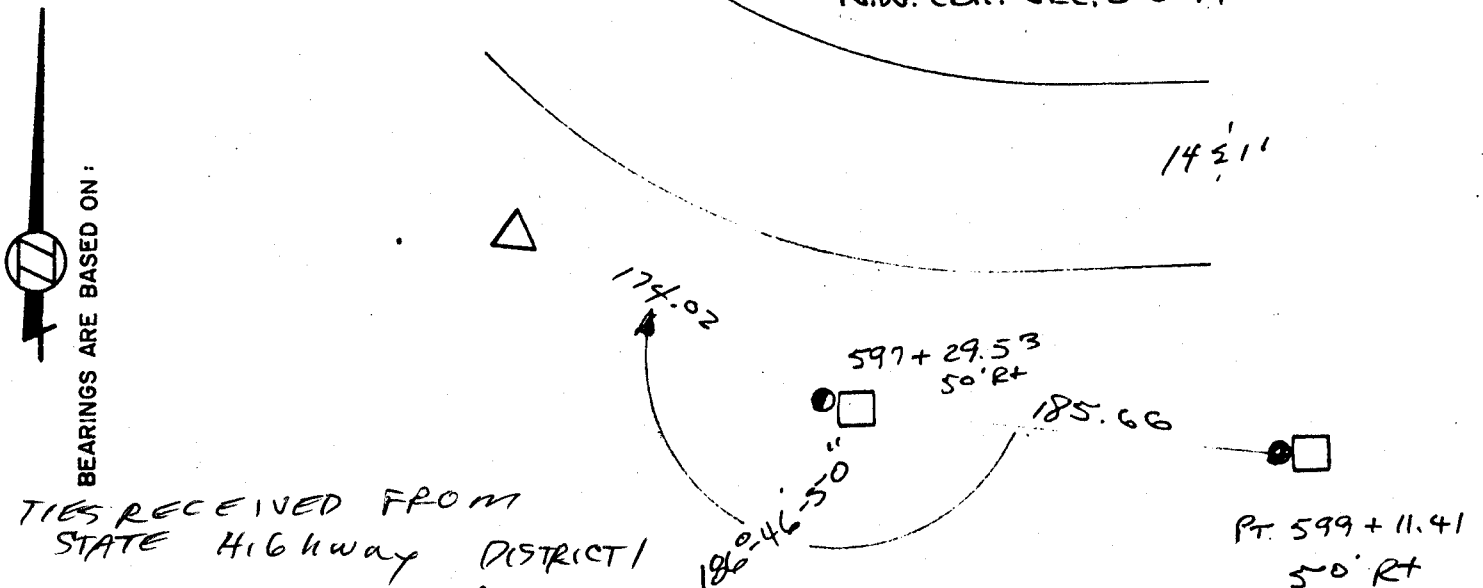 BEARINGS ARE BASED ON:
14 & 1'
174.02
597 + 29.53
50' Rt
185.66
186°-46'-50"
TIES RECEIVED FROM
STATE HIGHWAY DISTRICT 1
PT. 599 + 11.41
50' Rt